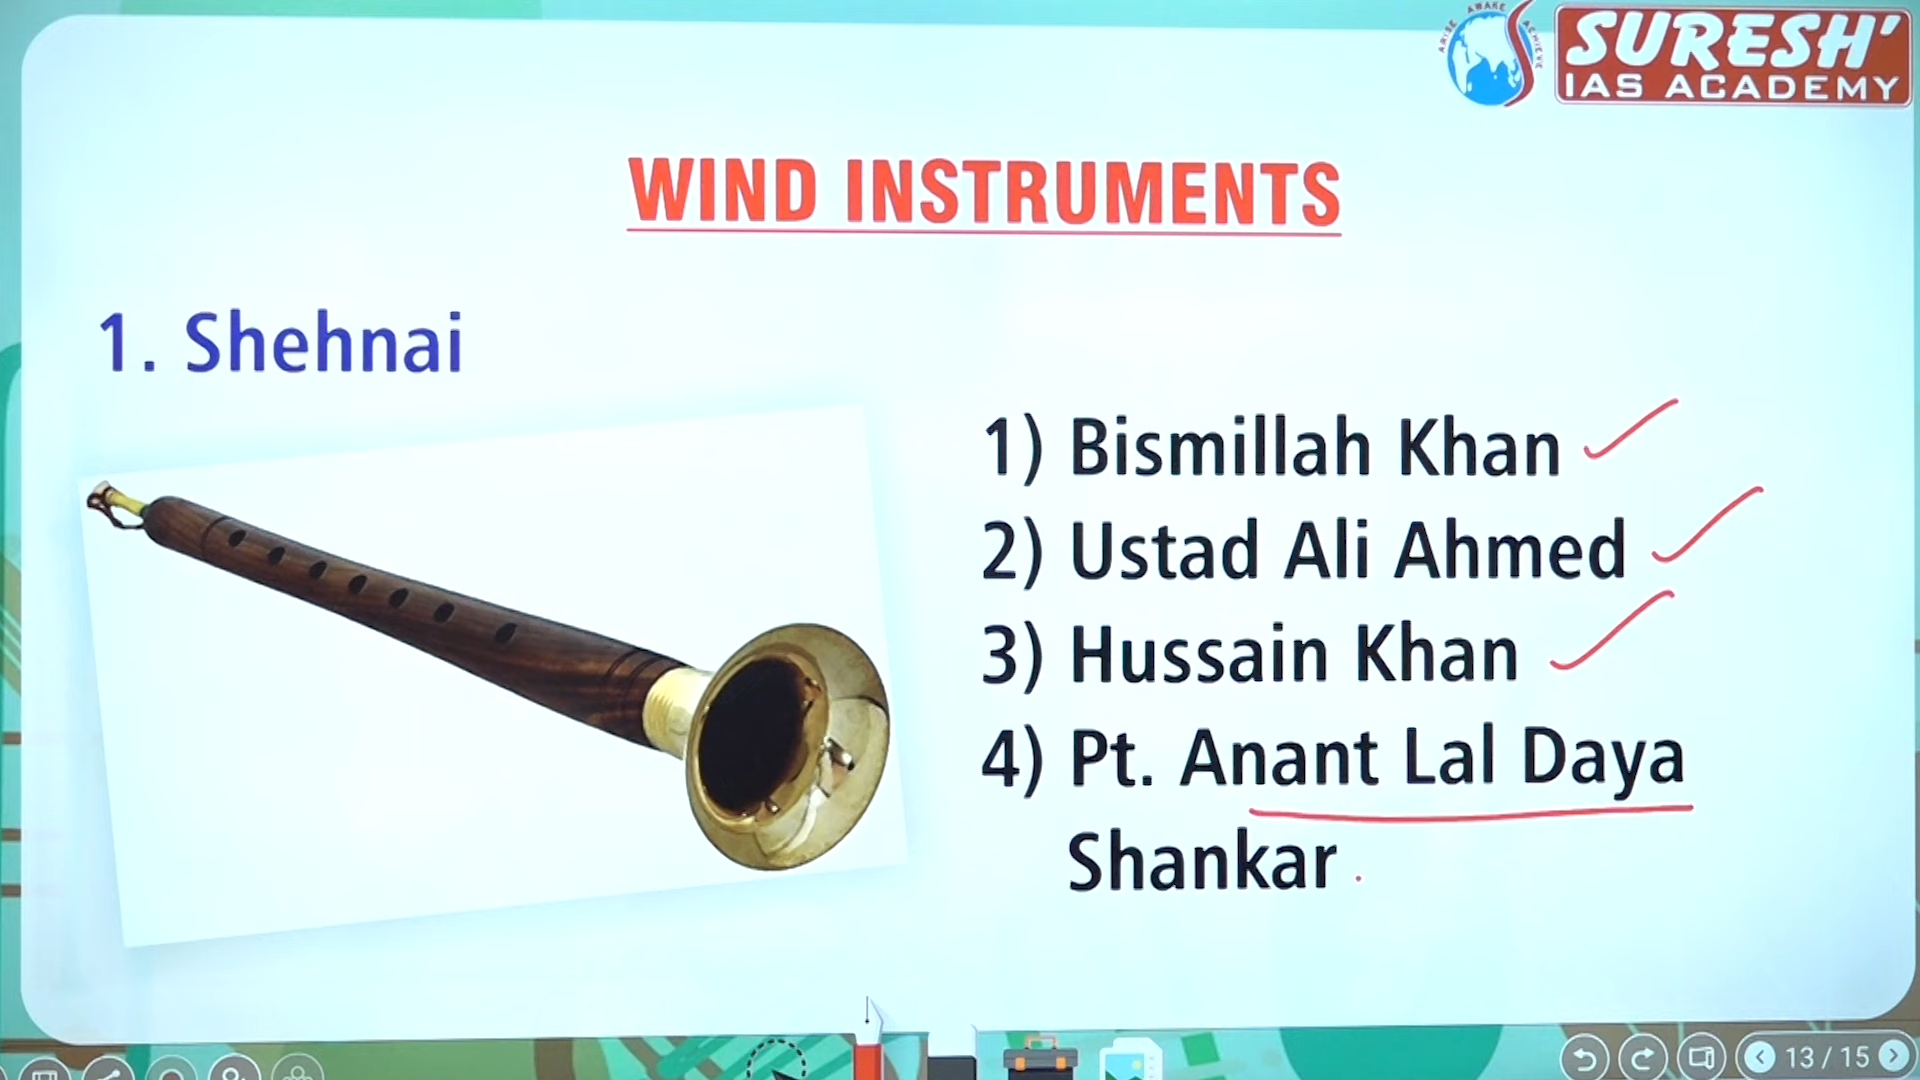 ARISE AWAKE ACHIEVE
SURESH'
IAS ACADEMY
WIND INSTRUMENTS
1. Shehnai
1) Bismillah Khan
2) Ustad Ali Ahmed
3) Hussain Khan
4) Pt. Anant Lal Daya
Shankar
13 / 15